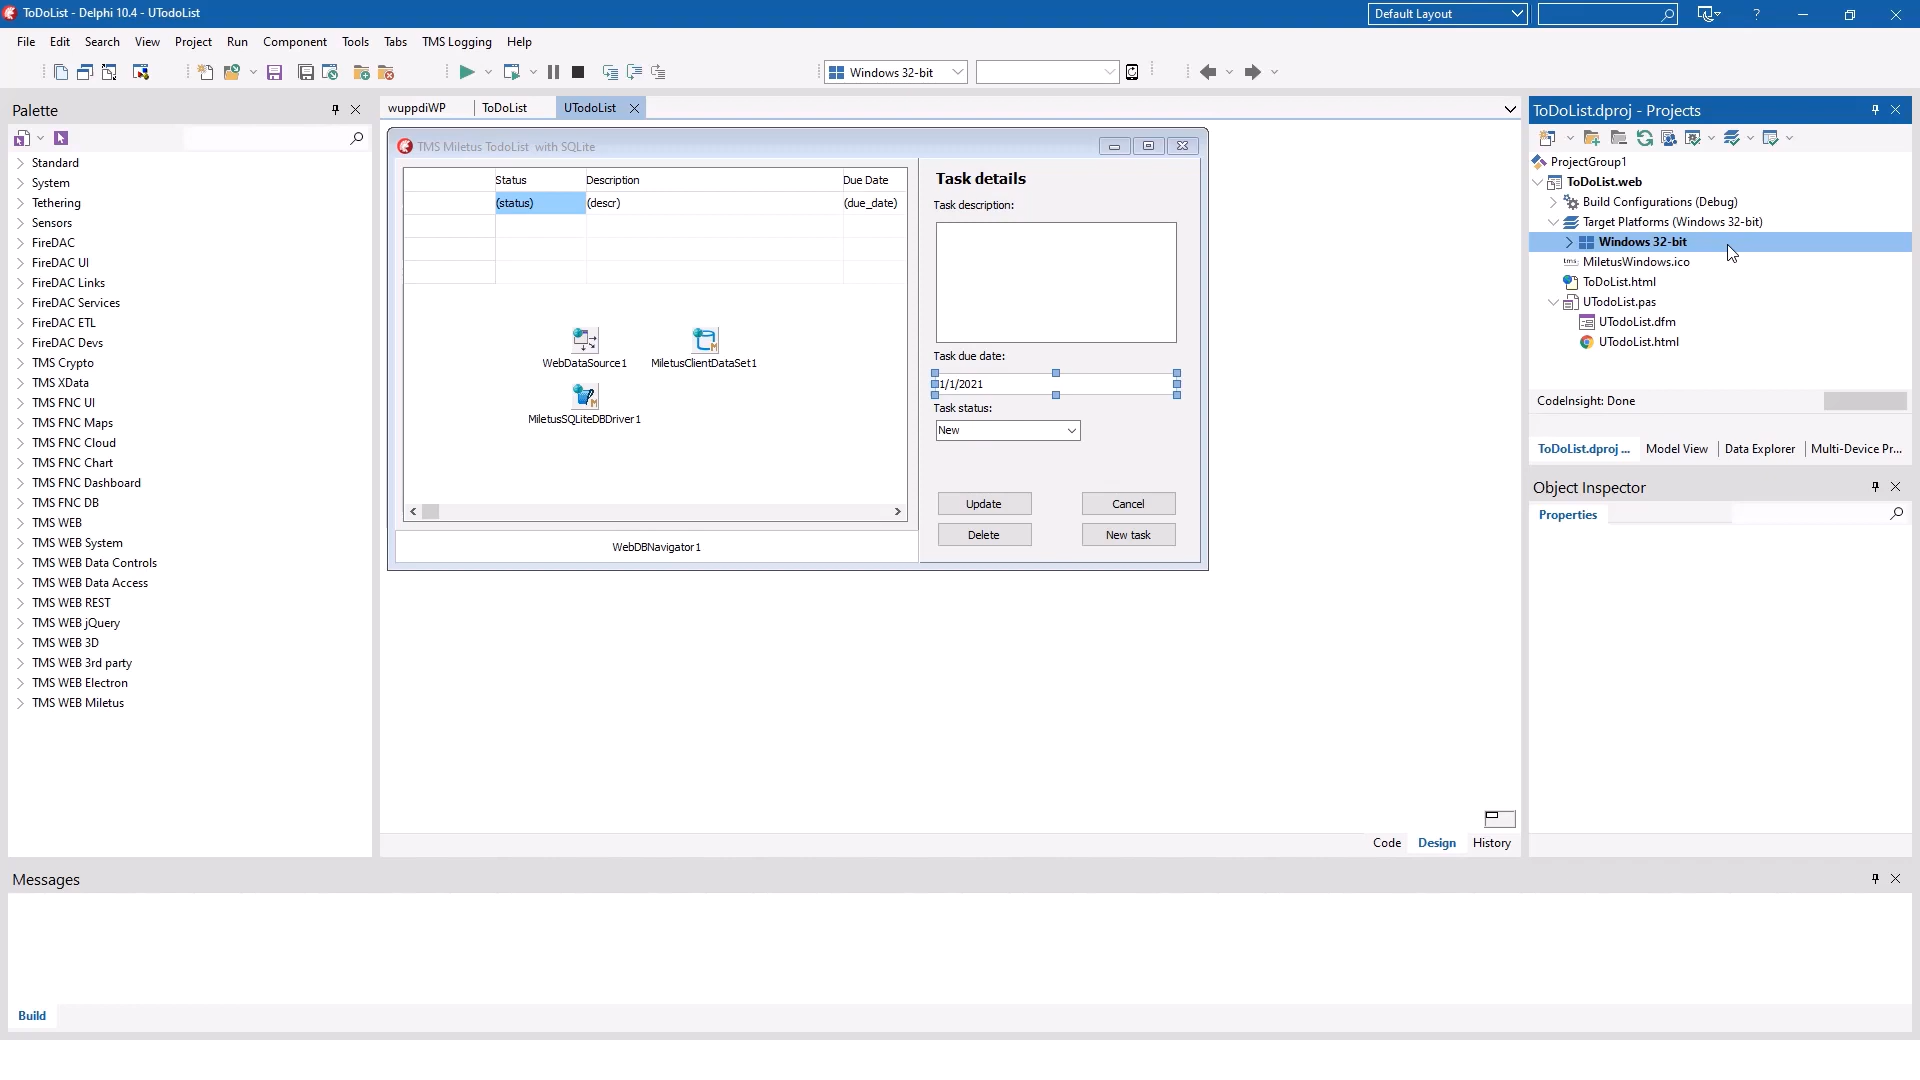 ToDoList - Delphi 10.4 - UTodoList
Default Layout
?
File Edit Search View Project Run Component Tools Tabs TMS Logging Help
Windows 32-bit
Palette
Standard
System
Tethering
Sensors
FireDAC
FireDAC UI
FireDAC Links
FireDAC Services
FireDAC ETL
FireDAC Devs
TMS Crypto
TMS XData
TMS FNC UI
TMS FNC Maps
TMS FNC Cloud
TMS FNC Chart
TMS FNC Dashboard
TMS FNC DB
TMS WEB
TMS WEB System
TMS WEB Data Controls
TMS WEB Data Access
TMS WEB REST
TMS WEB jQuery
TMS WEB 3D
TMS WEB 3rd party
TMS WEB Electron
TMS WEB Miletus
wuppdiWP ToDoList UTodoList
TMS Miletus TodoList with SQLite
Status Description Due Date
(status) (descr) (due_date)
WebDataSource1 MiletusClientDataSet1
MiletusSQLiteDBDriver1
WebDBNavigator1
Task details
Task description:
Task due date:
1/1/2021
Task status:
New
Update Cancel
Delete New task
Code Design History
ToDoList.dproj - Projects
ProjectGroup1
ToDoList.web
Build Configurations (Debug)
Target Platforms (Windows 32-bit)
Windows 32-bit
tms MiletusWindows.ico
ToDoList.html
UTodoList.pas
UTodoList.dfm
UTodoList.html
CodeInsight: Done
ToDoList.dproj ... Model View Data Explorer Multi-Device Pr...
Object Inspector
Properties
Messages
Build